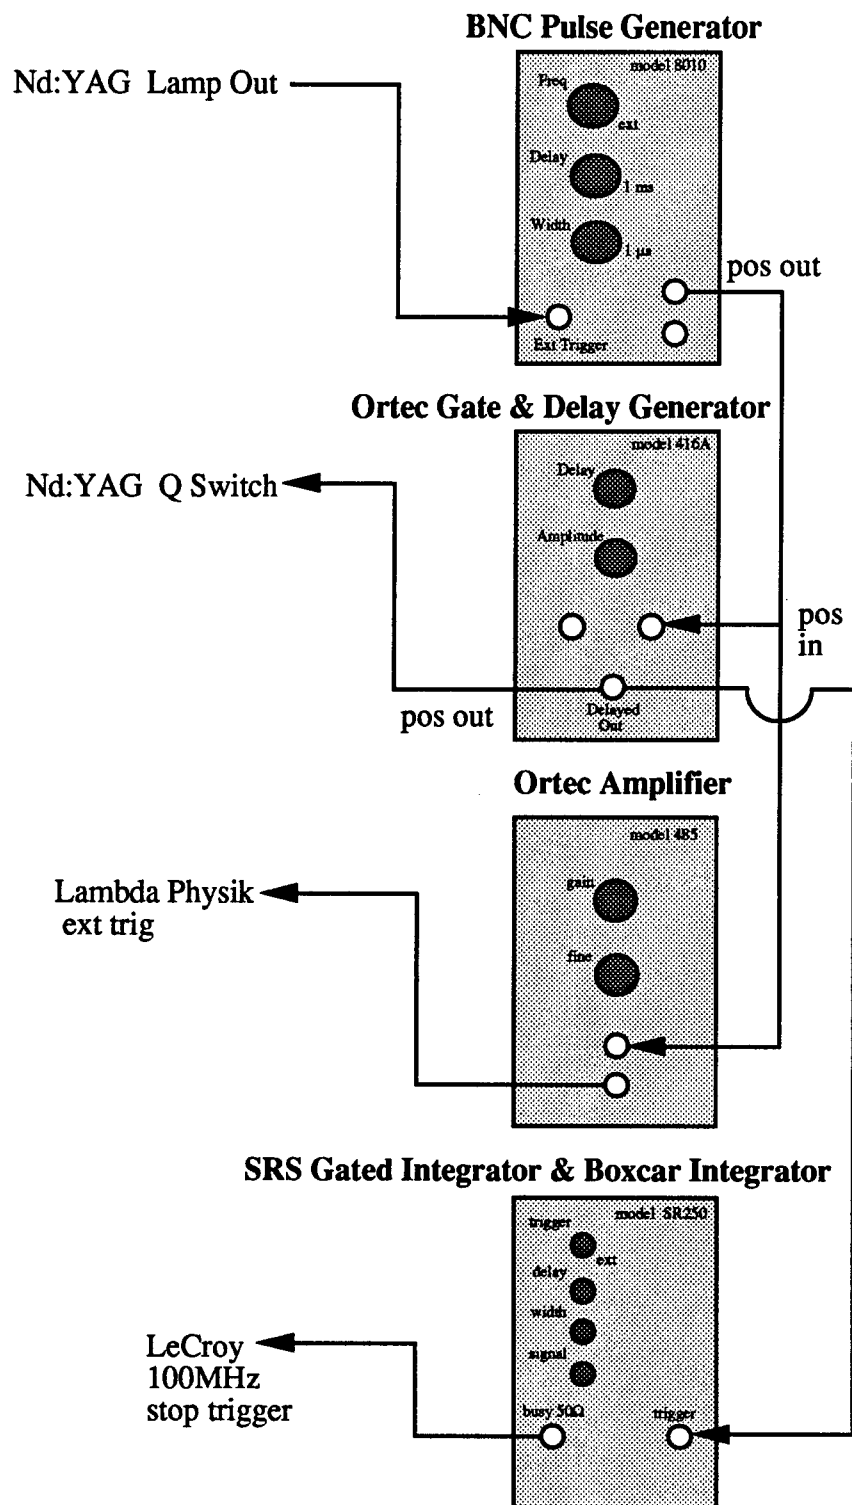 BNC Pulse Generator
model 8010
Nd:YAG Lamp Out
Freq
ext
Delay
1 ms
Width
1 µs
pos out
Ext Trigger
Ortec Gate & Delay Generator
model 416A
Delay
Nd:YAG Q Switch
Amplitude
pos
in
pos out
Delayed
Out
Ortec Amplifier
model 485
gain
Lambda Physik
ext trig
fine
SRS Gated Integrator & Boxcar Integrator
model SR250
trigger
ext
delay
width
signal
LeCroy
100MHz
stop trigger
busy 50Ω
trigger